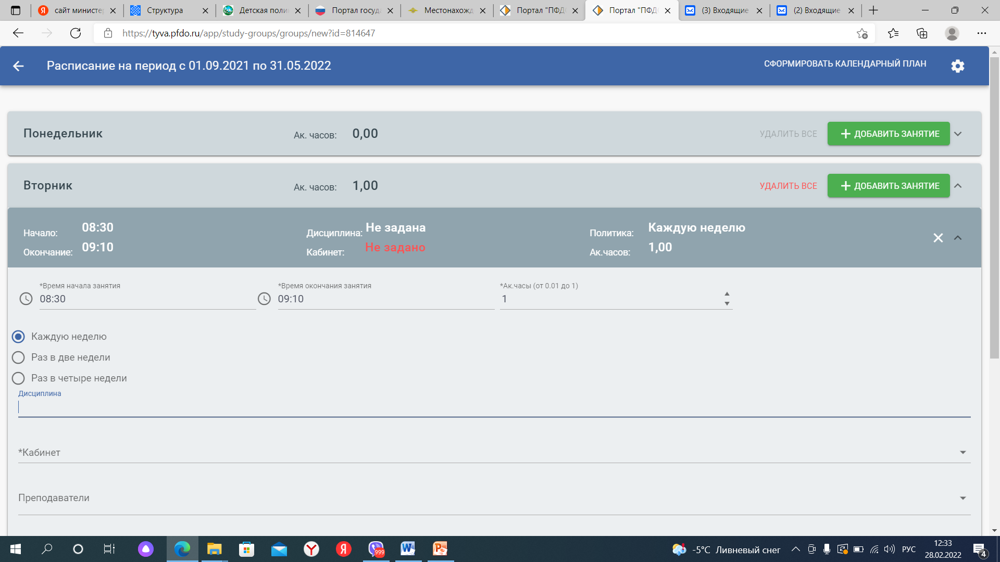 сайт министер
Структура
Детская поли
Портал госуда
Местонахожд
Портал "ПФДО
Портал "ПФДО
(3) Входящие
(2) Входящие
https://tyva.pfdo.ru/app/study-groups/groups/new?id=814647
Расписание на период с 01.09.2021 по 31.05.2022
СФОРМИРОВАТЬ КАЛЕНДАРНЫЙ ПЛАН
Понедельник Ак. часов: 0,00 УДАЛИТЬ ВСЕ + ДОБАВИТЬ ЗАНЯТИЕ
Вторник Ак. часов: 1,00 УДАЛИТЬ ВСЕ + ДОБАВИТЬ ЗАНЯТИЕ
Начало: 08:30 Дисциплина: Не задана Политика: Каждую неделю
Окончание: 09:10 Кабинет: Не задано Ак.часов: 1,00
*Время начала занятия *Время окончания занятия *Ак.часы (от 0.01 до 1)
08:30 09:10 1
Каждую неделю
Раз в две недели
Раз в четыре недели
Дисциплина
*Кабинет
Преподаватели
999
-5°C Ливневый снег
РУС
12:33
28.02.2022
4